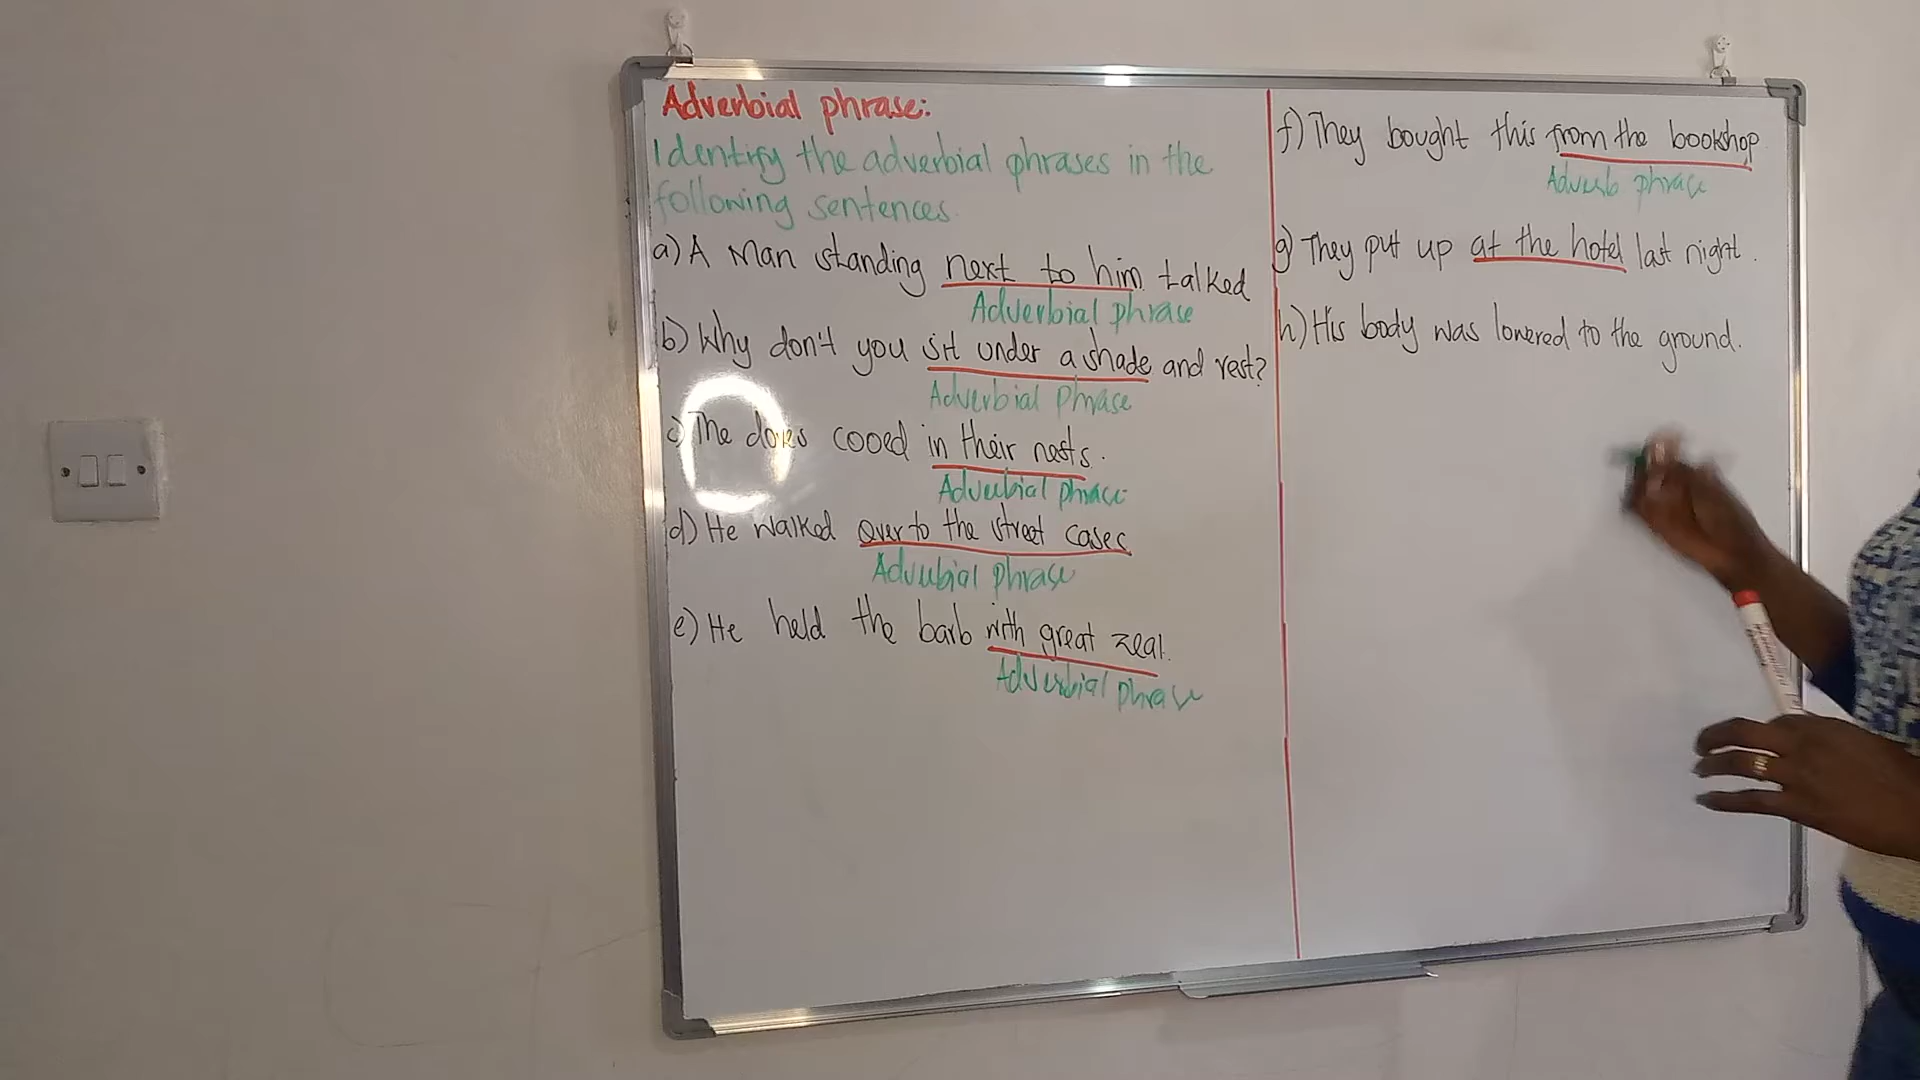 Adverbial phrase:
Identify the adverbial phrases in the
following sentences.
a) A Man standing next to him talked
Adverbial phrase
b) Why don't you sit under a shade and rest?
Adverbial Phrase
c) The doves cooed in their nests.
Adverbial phrase
d) He walked over to the street cases
Adverbial phrase
e) He held the barb with great zeal.
Adverbial phrase
f) They bought this from the bookshop
Adverb phrase
g) They put up at the hotel last night.
h) His body was lowered to the ground.